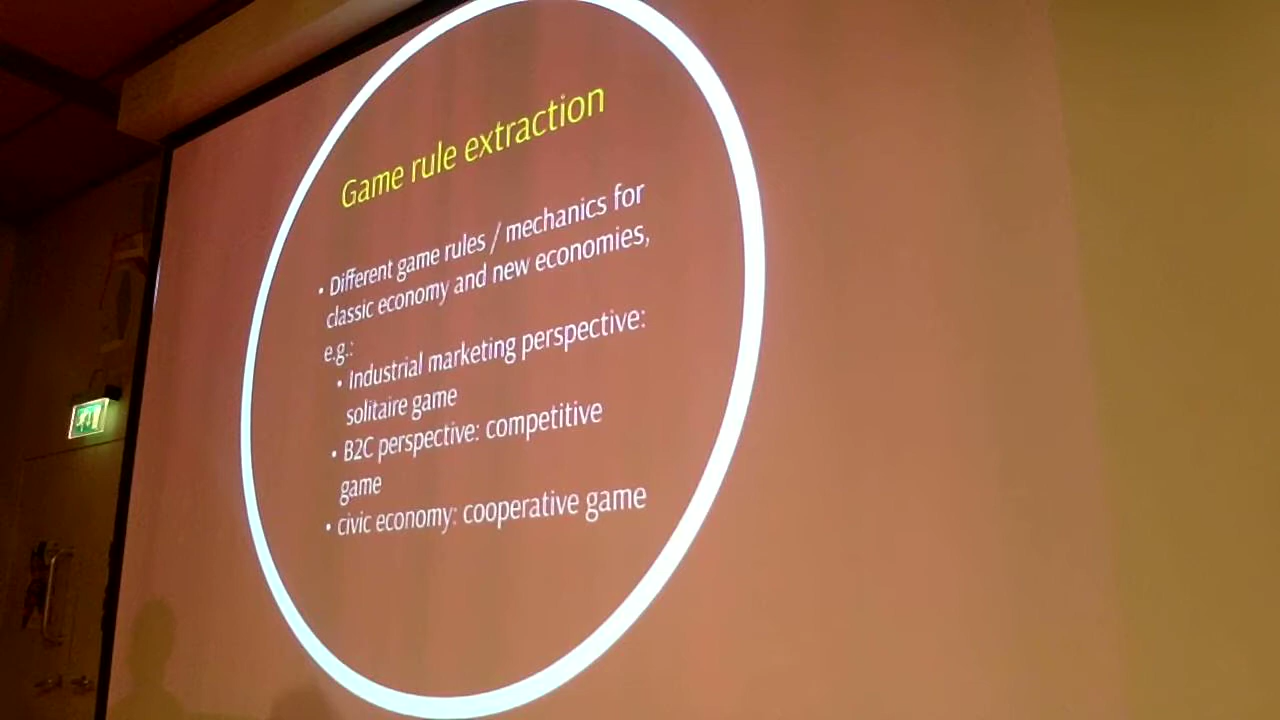 Game rule extraction
• Different game rules / mechanics for
classic economy and new economies,
e.g.:
• Industrial marketing perspective:
solitaire game
• B2C perspective: competitive
game
• civic economy: cooperative game